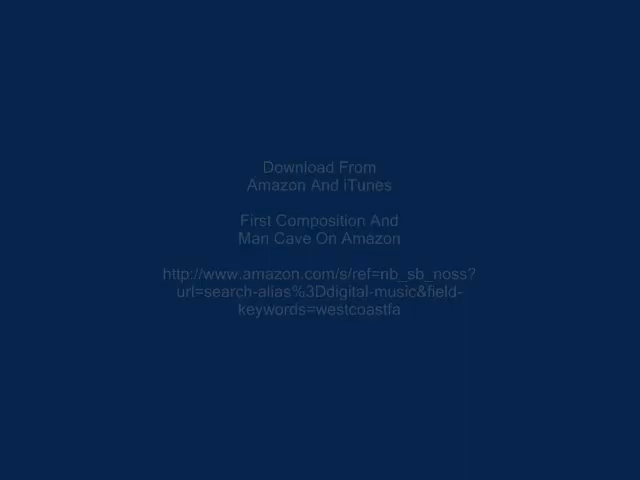 Download From
Amazon And iTunes
First Composition And
Man Cave On Amazon
http://www.amazon.com/s/ref=nb_sb_noss?
url=search-alias%3Ddigital-music&field-
keywords=westcoastfa